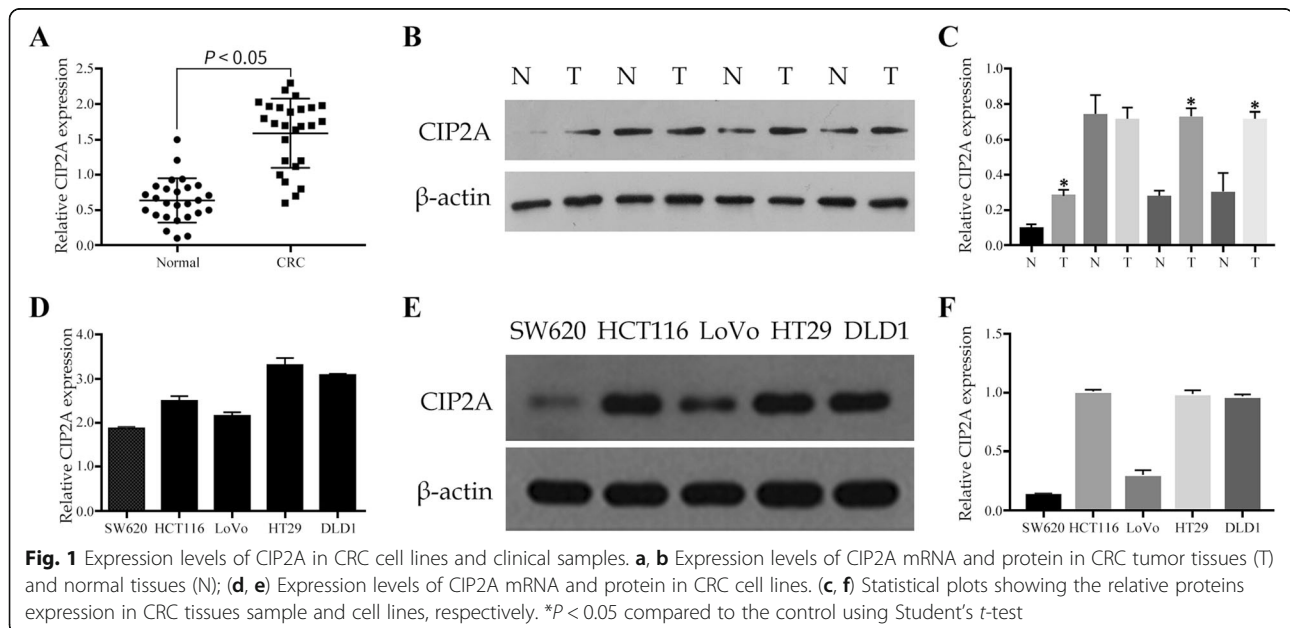 A
P < 0.05
Relative CIP2A expression
2.5
2.0
1.5
1.0
0.5
0.0
Normal CRC
B
N T N T N T N T
CIP2A
β-actin
C
Relative CIP2A expression
1.0
0.8
0.6
0.4
0.2
0.0
* * *
N T N T N T N T
D
Relative CIP2A expression
4.0
3.0
2.0
1.0
0.0
SW620 HCT116 LoVo HT29 DLD1
E
SW620 HCT116 LoVo HT29 DLD1
CIP2A
β-actin
F
Relative CIP2A expression
1.5
1.0
0.5
0.0
SW620 HCT116 LoVo HT29 DLD1
Fig. 1 Expression levels of CIP2A in CRC cell lines and clinical samples. a, b Expression levels of CIP2A mRNA and protein in CRC tumor tissues (T)
and normal tissues (N); (d, e) Expression levels of CIP2A mRNA and protein in CRC cell lines. (c, f) Statistical plots showing the relative proteins
expression in CRC tissues sample and cell lines, respectively. *P < 0.05 compared to the control using Student's t-test